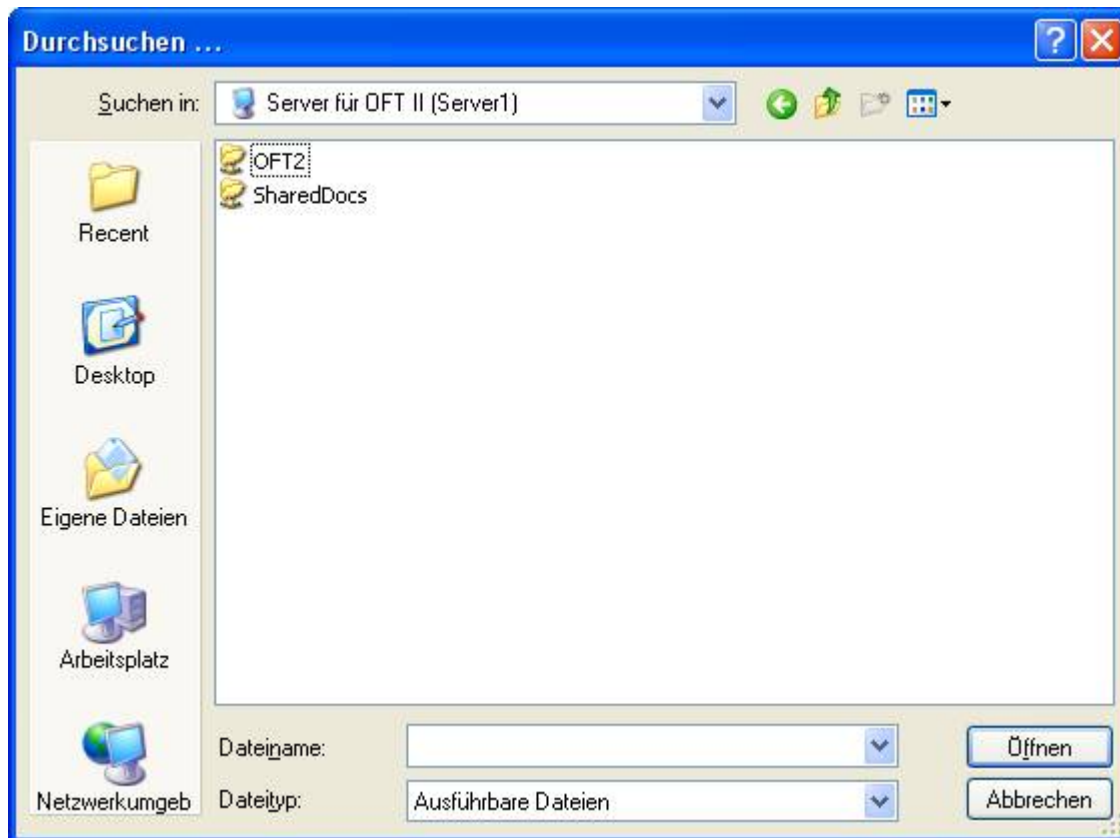 Durchsuchen ...
Suchen in: Server für OFT II (Server1)
OFT2
SharedDocs
Recent
Desktop
Eigene Dateien
Arbeitsplatz
Netzwerkumgeb
Dateiname: Öffnen
Dateityp: Ausführbare Dateien Abbrechen